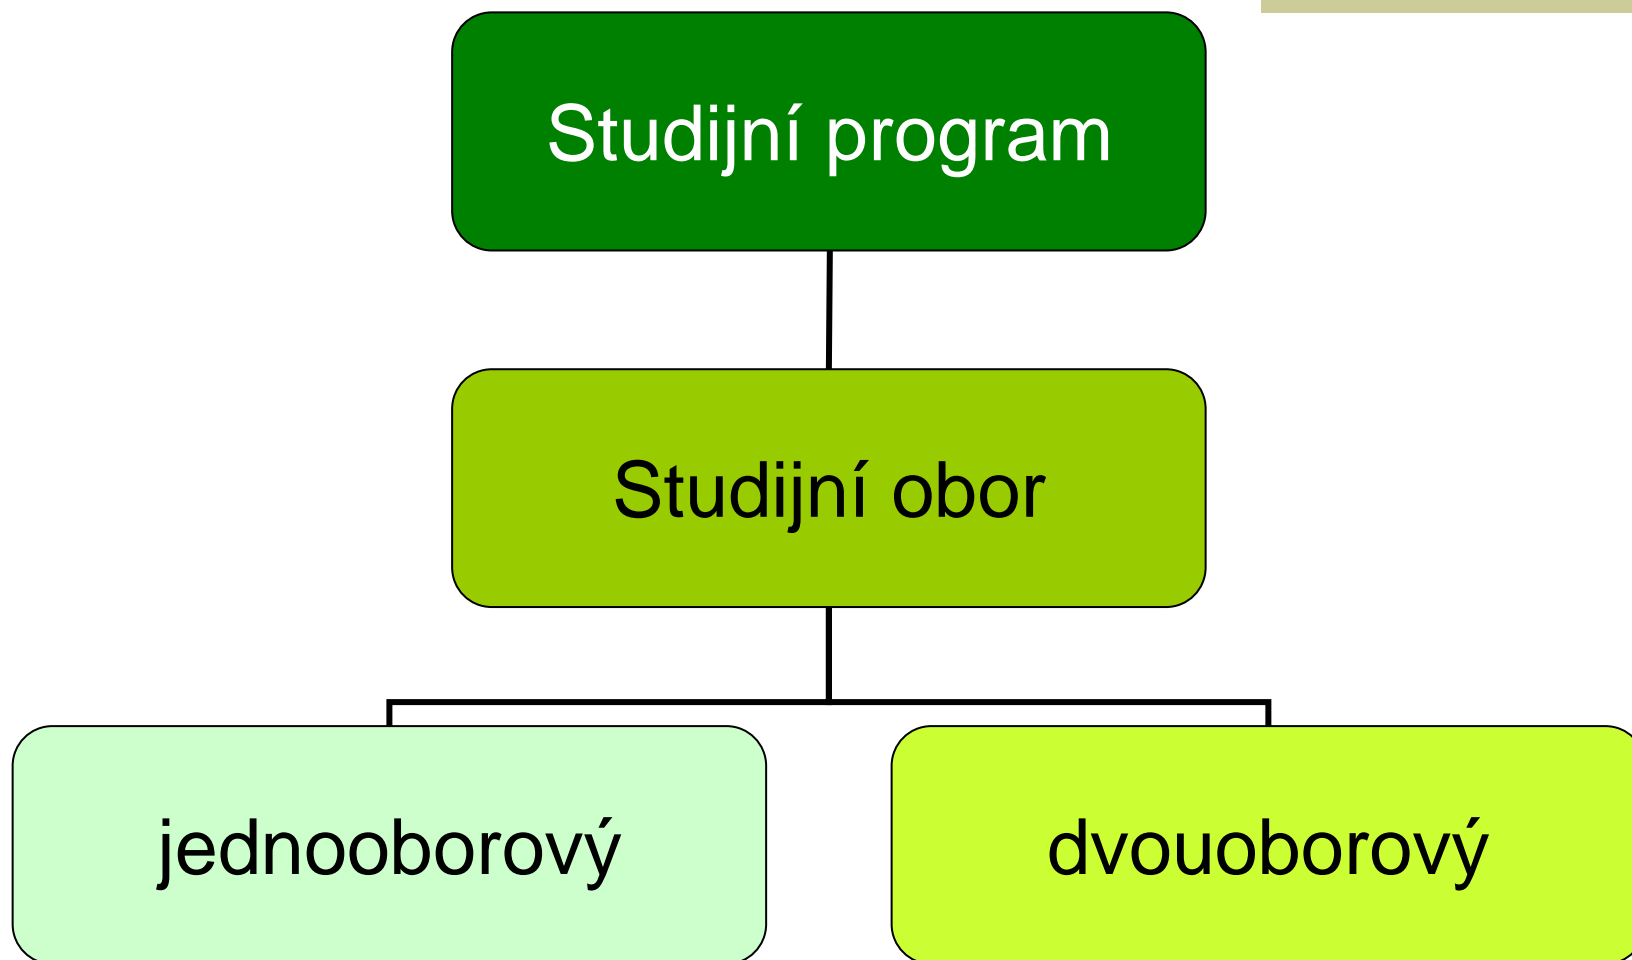 Studijní program
Studijní obor
jednooborový
dvouoborový